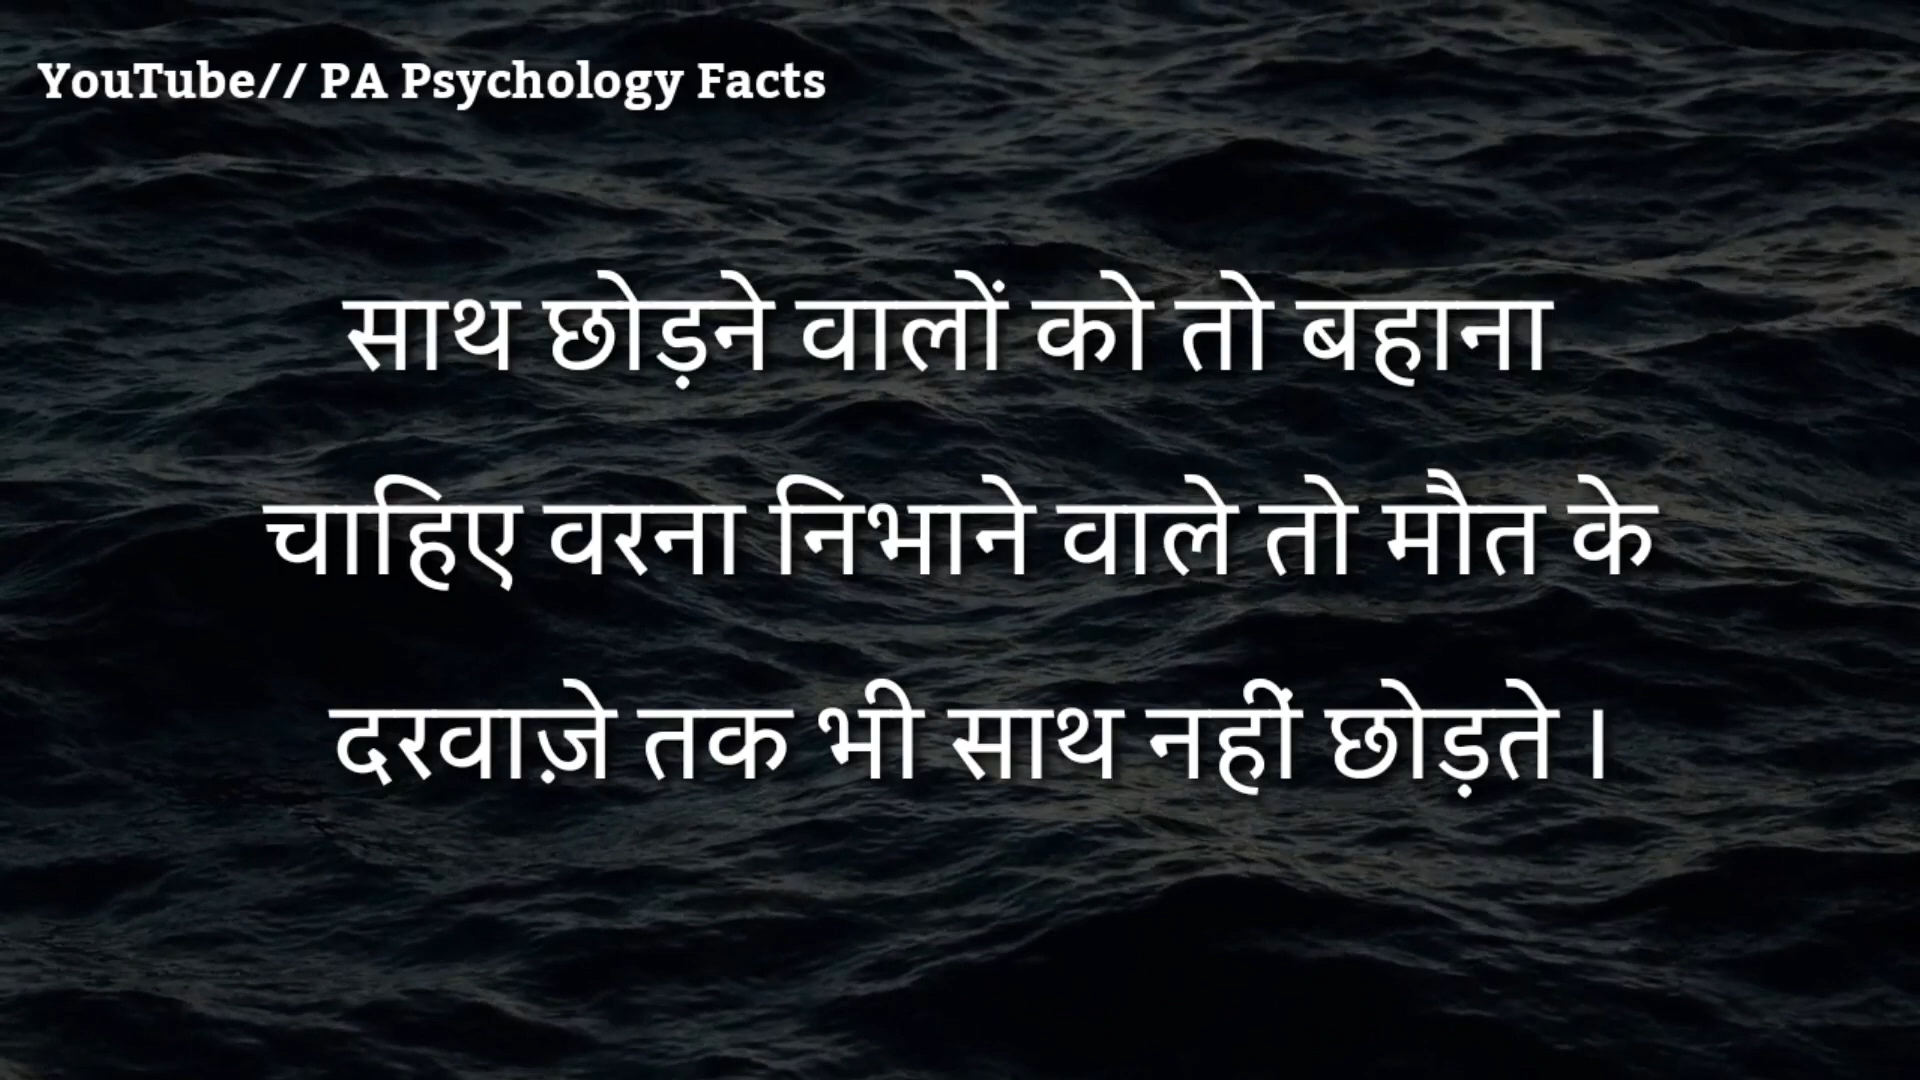 YouTube// PA Psychology Facts
साथ छोड़ने वालों को तो बहाना
चाहिए वरना निभाने वाले तो मौत के
दरवाज़े तक भी साथ नहीं छोड़ते ।